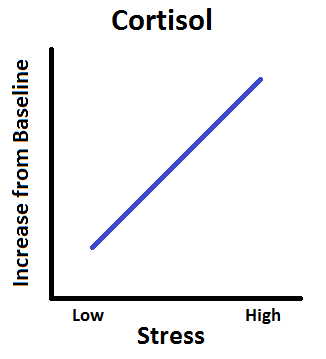 Cortisol
Increase from Baseline
Low High
Stress